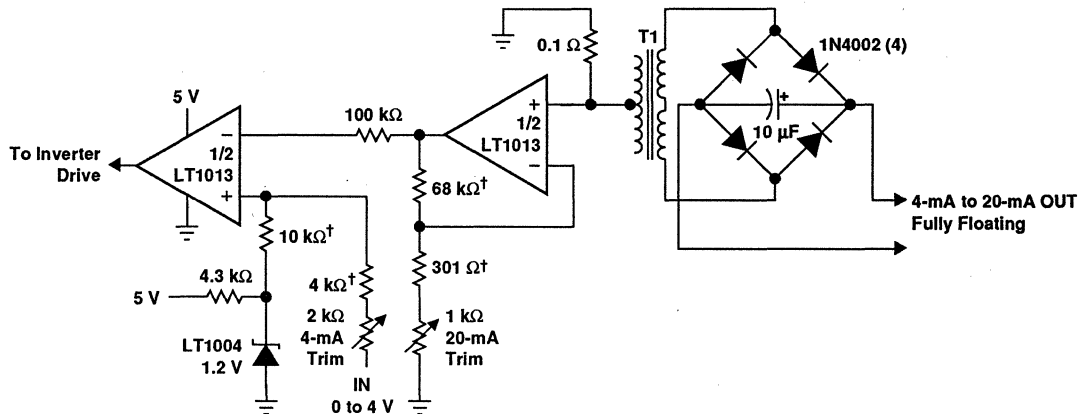 0.1 Ω
T1
1N4002 (4)
10 μF
+
5 V
100 kΩ
+
1/2
LT1013
−
−
1/2
LT1013
+
To Inverter
Drive
68 kΩ†
4-mA to 20-mA OUT
Fully Floating
10 kΩ†
301 Ω†
4.3 kΩ
4 kΩ†
5 V
2 kΩ
4-mA
Trim
1 kΩ
20-mA
Trim
LT1004
1.2 V
IN
0 to 4 V